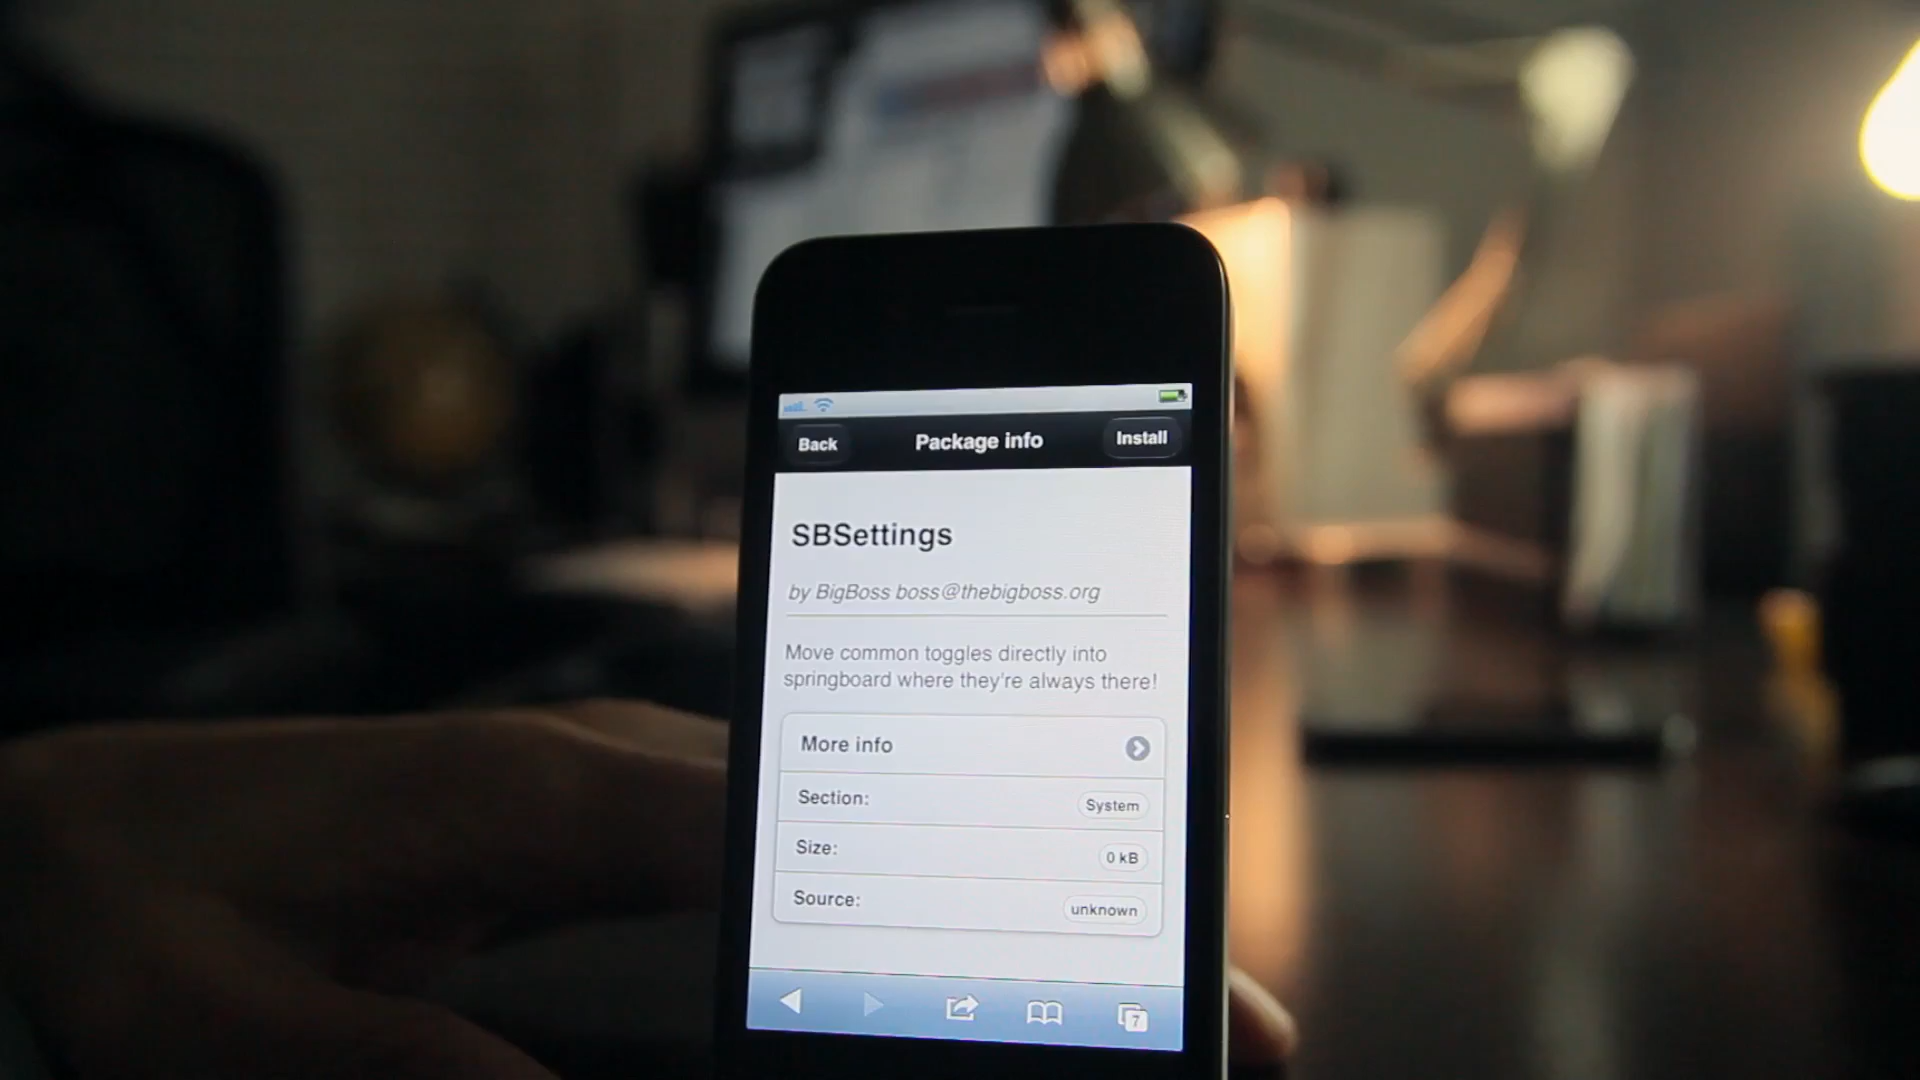 Back Package info Install
SBSettings
by BigBoss boss@thebigboss.org
Move common toggles directly into
springboard where they're always there!
More info
Section: System
Size: 0 kB
Source: unknown
7